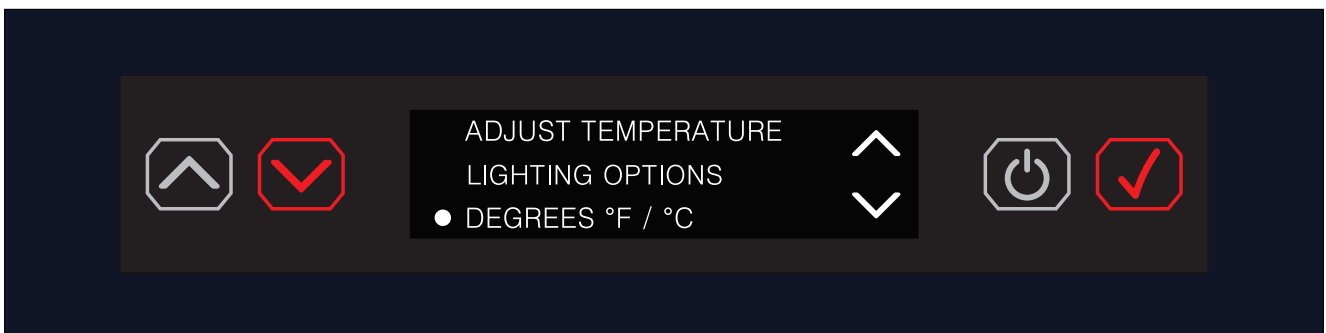 ADJUST TEMPERATURE
LIGHTING OPTIONS
DEGREES °F / °C